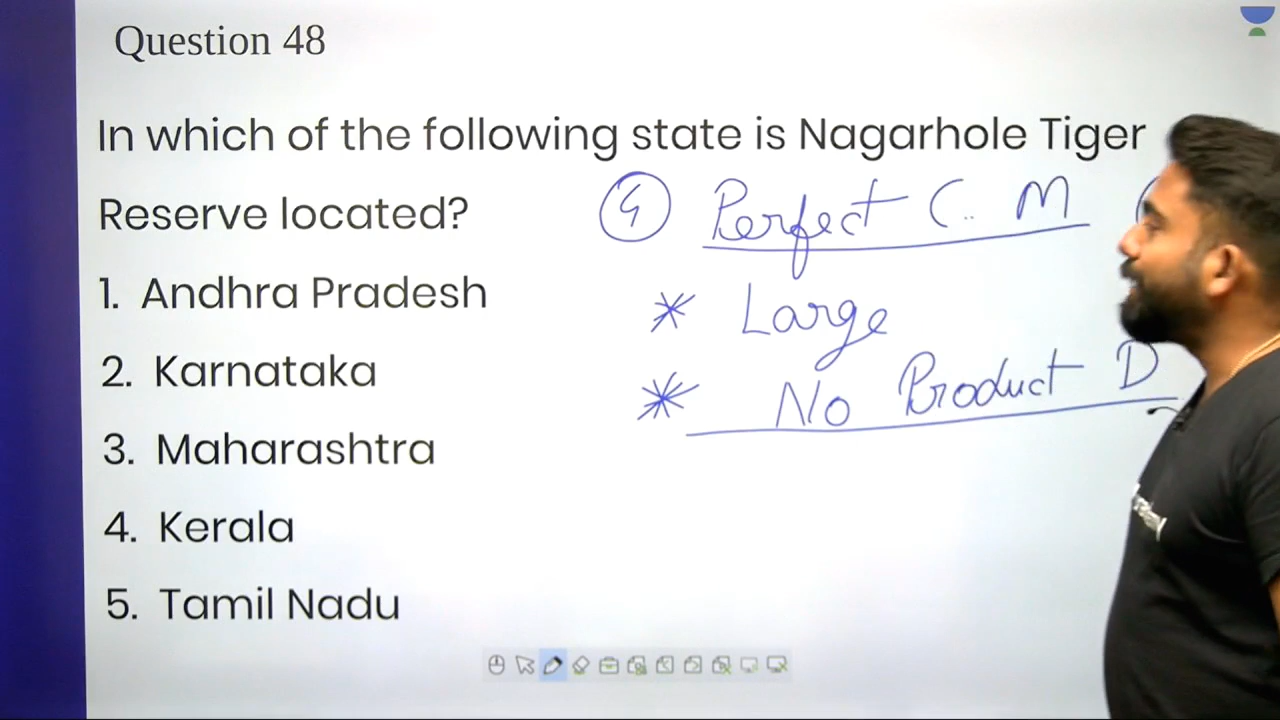 Question 48
In which of the following state is Nagarhole Tiger
Reserve located?
1. Andhra Pradesh
2. Karnataka
3. Maharashtra
4. Kerala
5. Tamil Nadu
4 Perfect C.. M
* Large
* No Product D